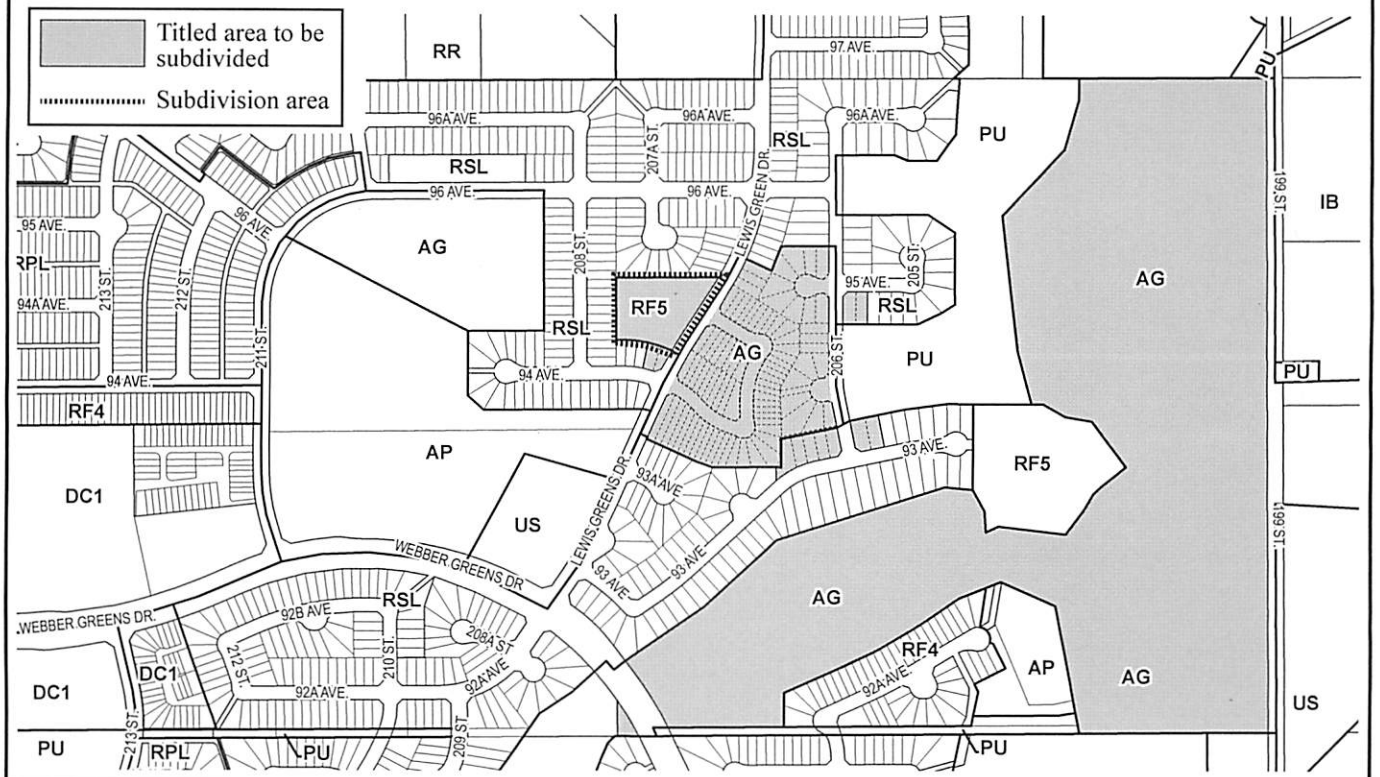 Titled area to be
subdivided
Subdivision area
RR
97 AVE.
PU
96A AVE.
96A AVE.
96A AVE.
207A ST.
RSL
PU
RSL
LEWIS GREEN DR.
96 AVE.
96 AVE.
199 ST.
IB
96 AVE.
95 AVE.
RPL
94A AVE.
213 ST.
212 ST.
211 ST.
AG
208 ST.
RF5
95 AVE.
205 ST.
RSL
AG
RSL
AG
206 ST.
PU
PU
94 AVE.
94 AVE.
RF4
AP
93 AVE.
RF5
DC1
US
93A AVE
LEWIS GREENS DR.
93 AVE
93 AVE
199 ST.
WEBBER GREENS DR
AG
WEBBER GREENS DR.
RSL
92B AVE
208A ST
RF4
AP
AG
DC1
212 ST.
210 ST.
92A AVE
92A AVE.
92A AVE.
DC1
US
213 ST.
209 ST.
PU
RPL
PU
PU